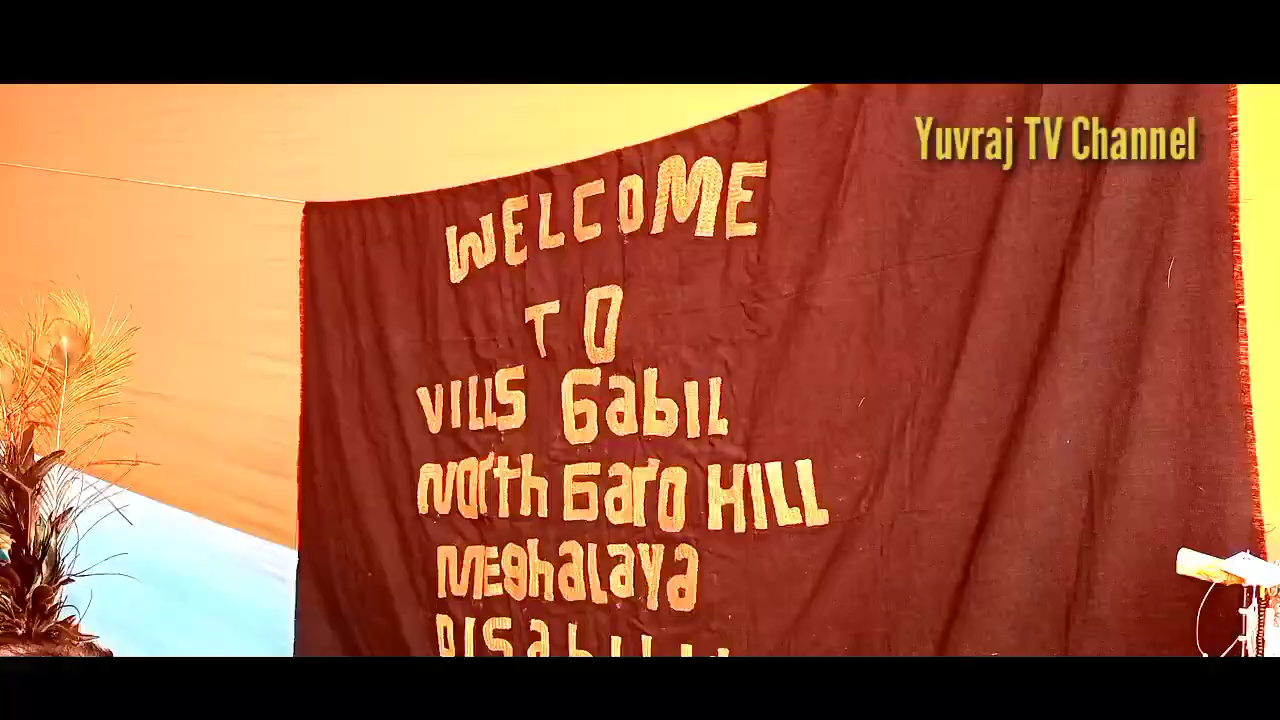 Yuvraj TV Channel
WELCOME
TO
VILLS GabIL
NOrth GarO HILL
MEGhaLaya